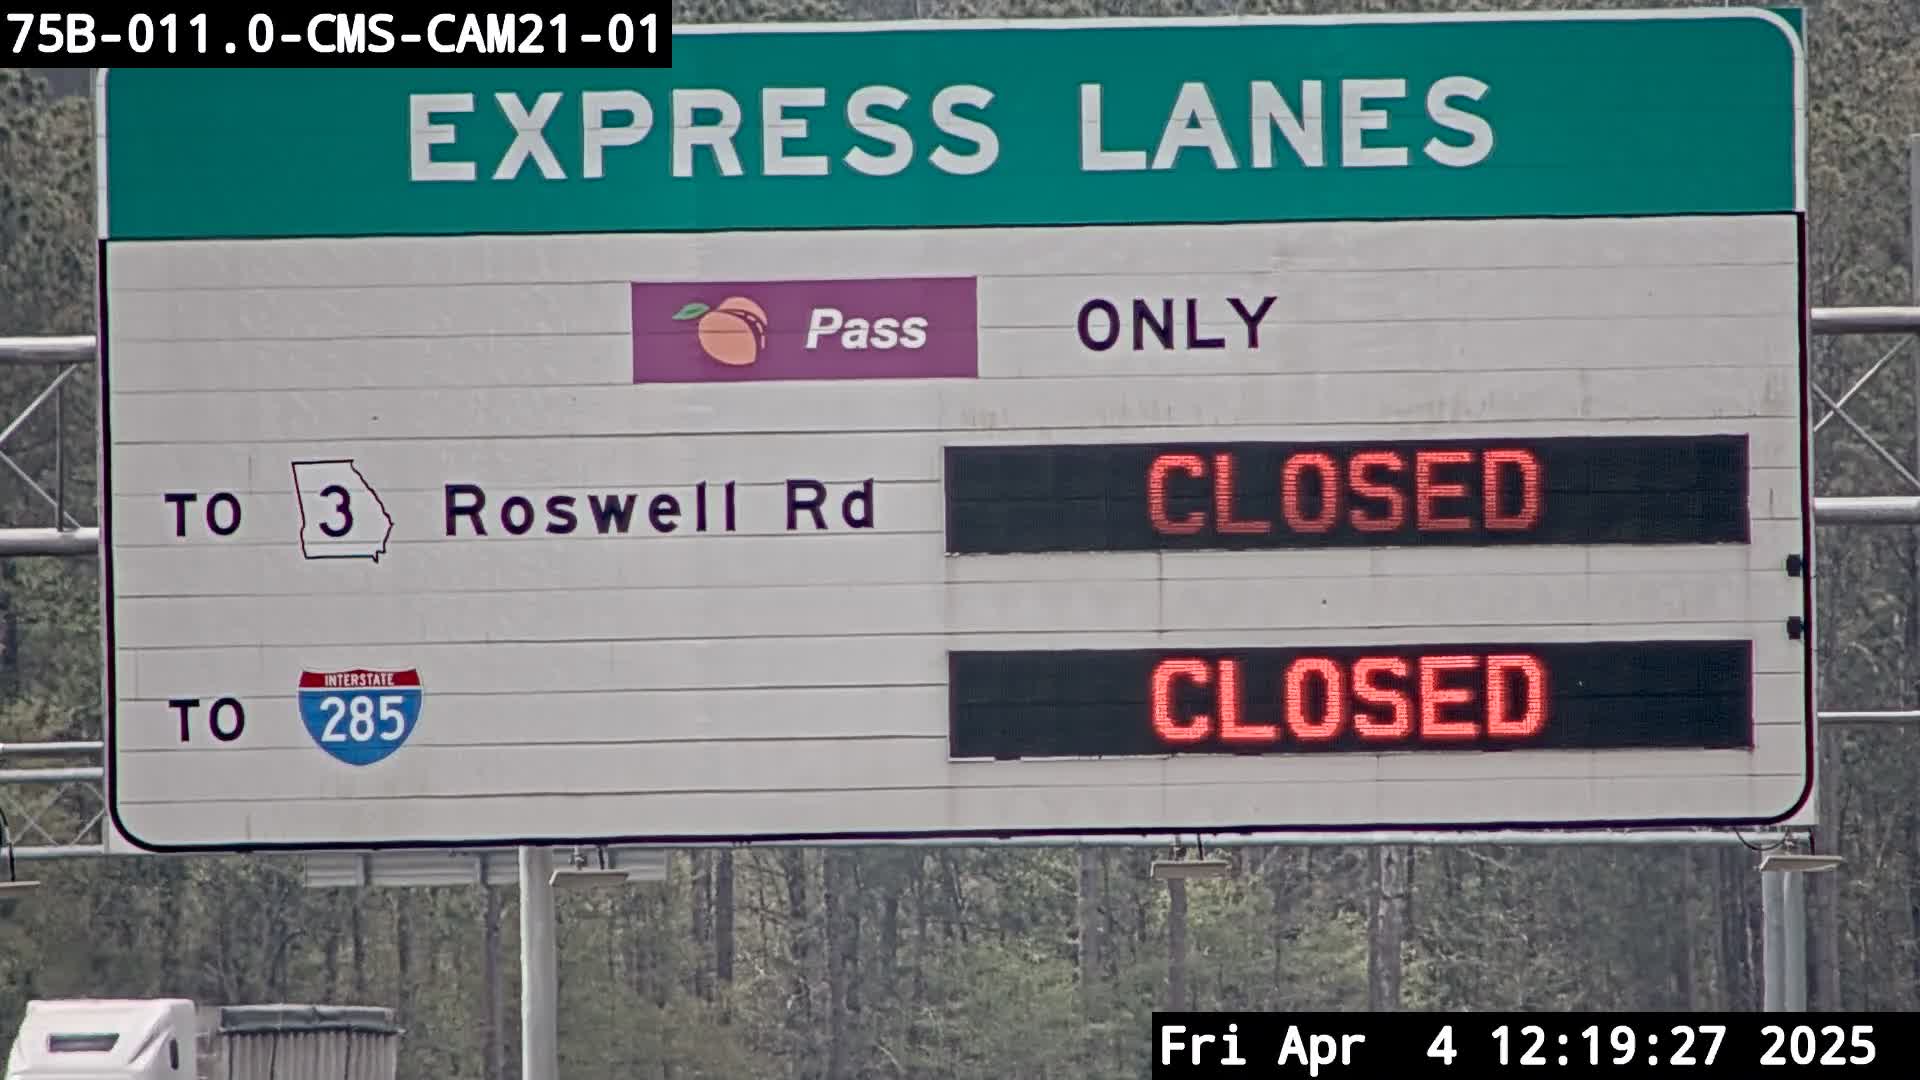 75B-011.0-CMS-CAM21-01
EXPRESS LANES
Pass ONLY
TO 3 Roswell Rd CLOSED
INTERSTATE
TO 285 CLOSED
Fri Apr 4 12:19:27 2025